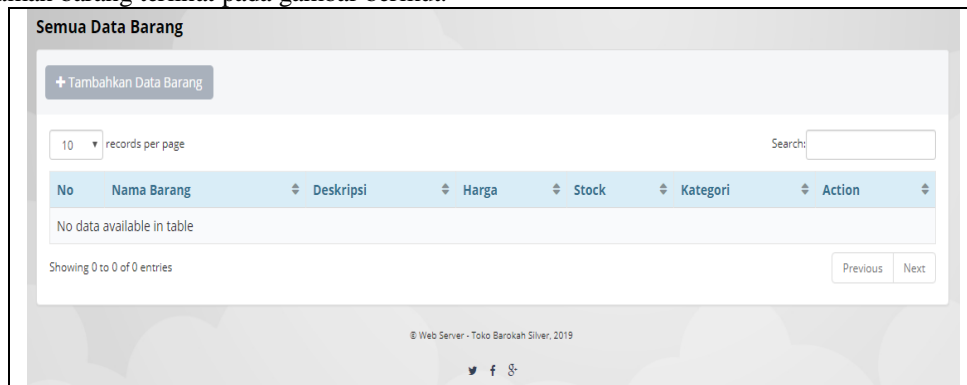 Semua Data Barang
+ Tambahkan Data Barang
10 records per page Search:
No Nama Barang Deskripsi Harga Stock Kategori Action
No data available in table
Showing 0 to 0 of 0 entries Previous Next
© Web Server - Toko Barokah Silver, 2019